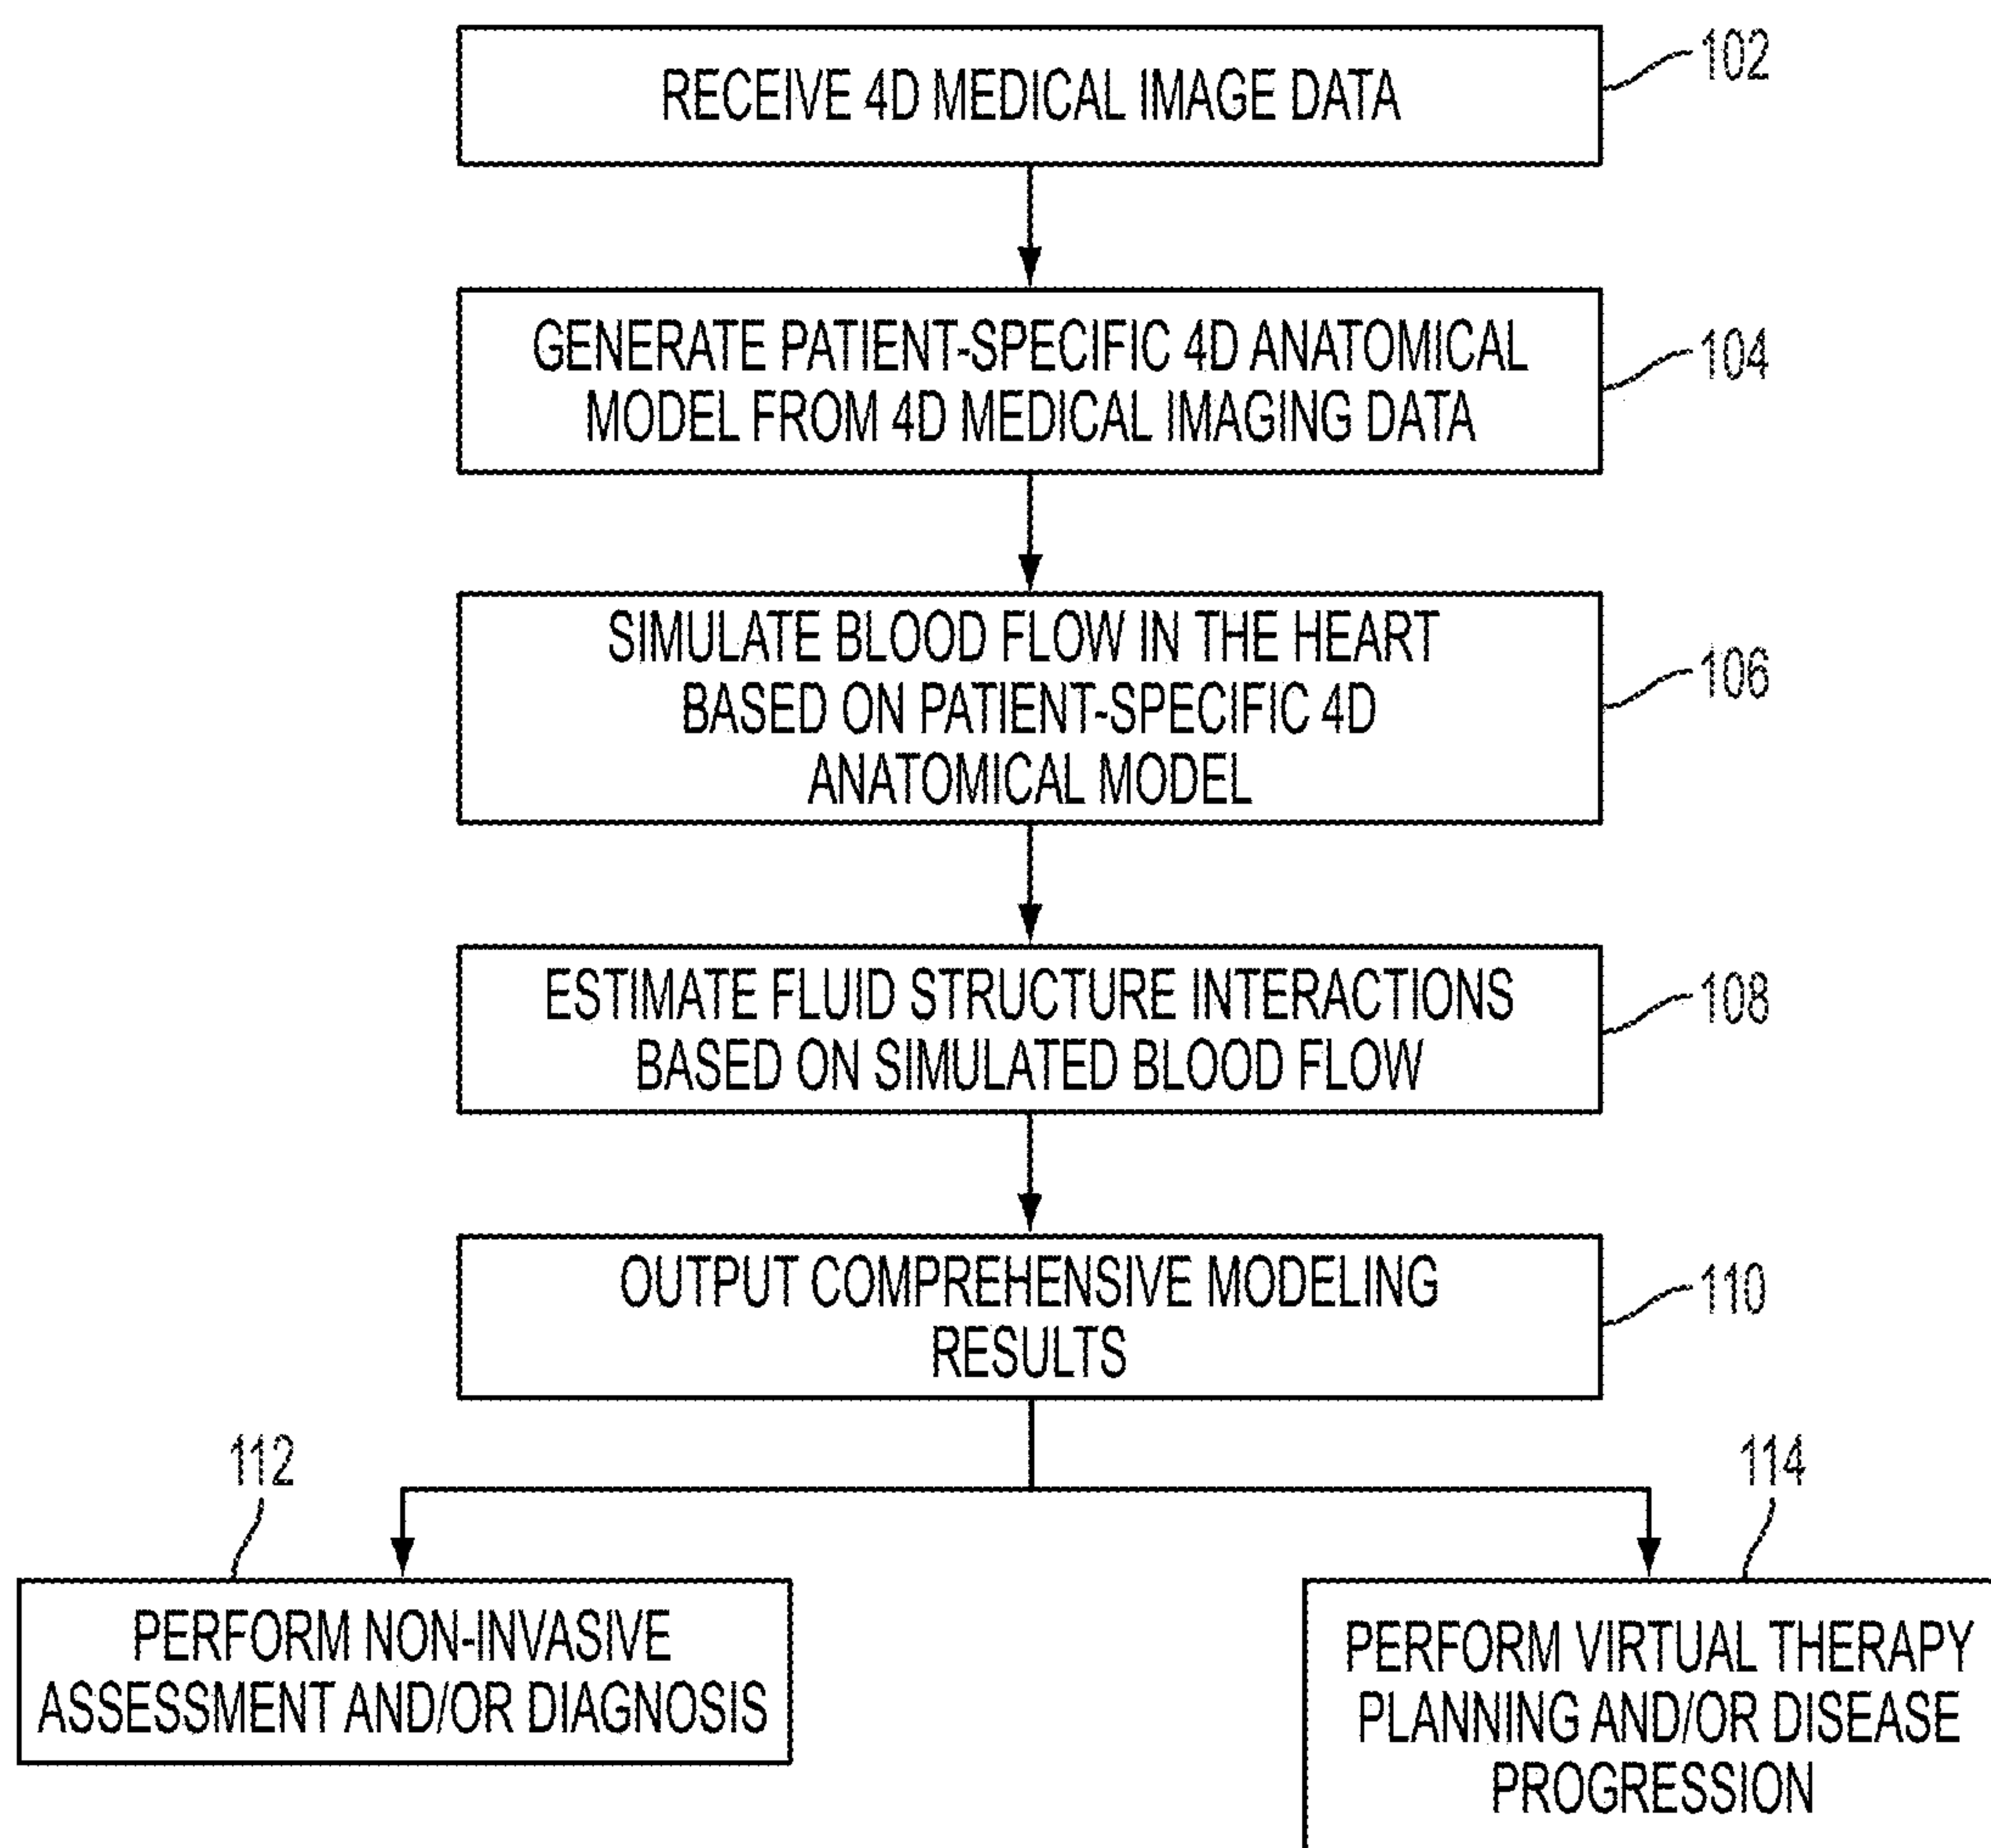 RECEIVE 4D MEDICAL IMAGE DATA
102
GENERATE PATIENT-SPECIFIC 4D ANATOMICAL
MODEL FROM 4D MEDICAL IMAGING DATA
104
SIMULATE BLOOD FLOW IN THE HEART
BASED ON PATIENT-SPECIFIC 4D
ANATOMICAL MODEL
106
ESTIMATE FLUID STRUCTURE INTERACTIONS
BASED ON SIMULATED BLOOD FLOW
108
OUTPUT COMPREHENSIVE MODELING
RESULTS
110
112
PERFORM NON-INVASIVE
ASSESSMENT AND/OR DIAGNOSIS
114
PERFORM VIRTUAL THERAPY
PLANNING AND/OR DISEASE
PROGRESSION